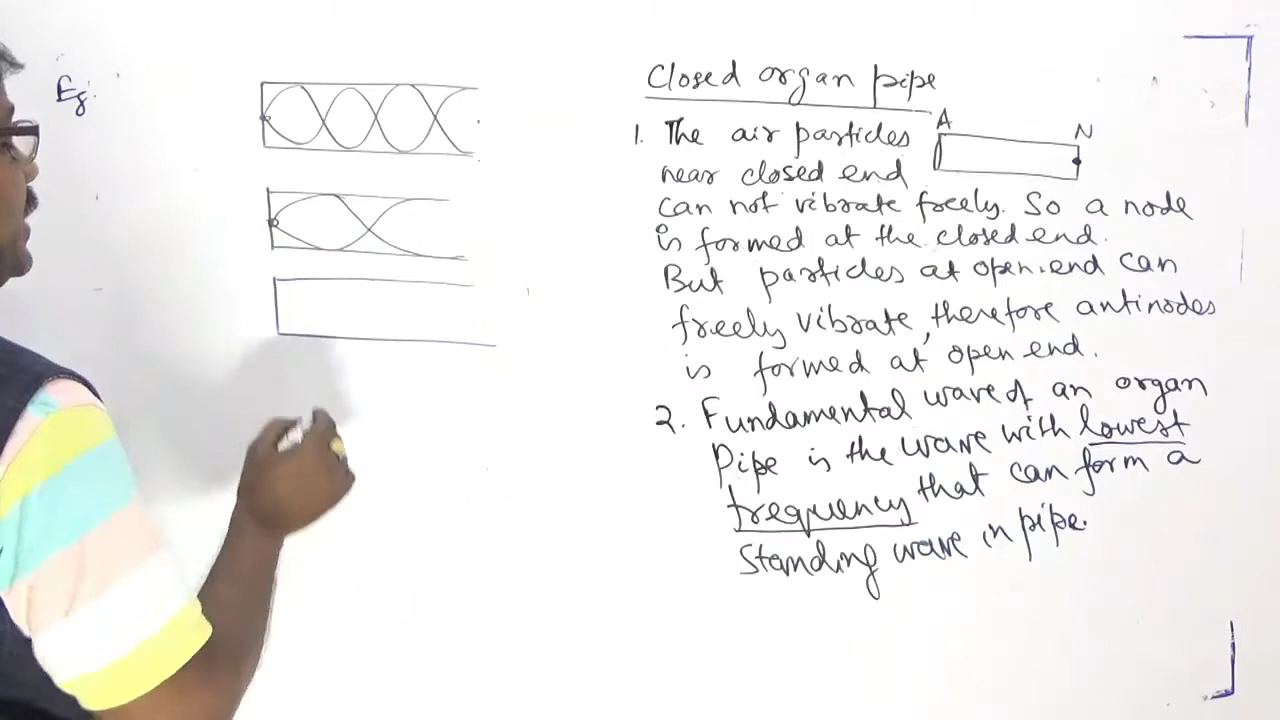 Eg:
Closed organ pipe
A
N
1. The air particles
near closed end
can not vibrate freely. So a node
is formed at the closed end.
But particles at open end can
freely vibrate, therefore antinodes
is formed at open end.
2. Fundamental wave of an organ
Pipe is the wave with lowest
frequency that can form a
Standing wave in pipe.